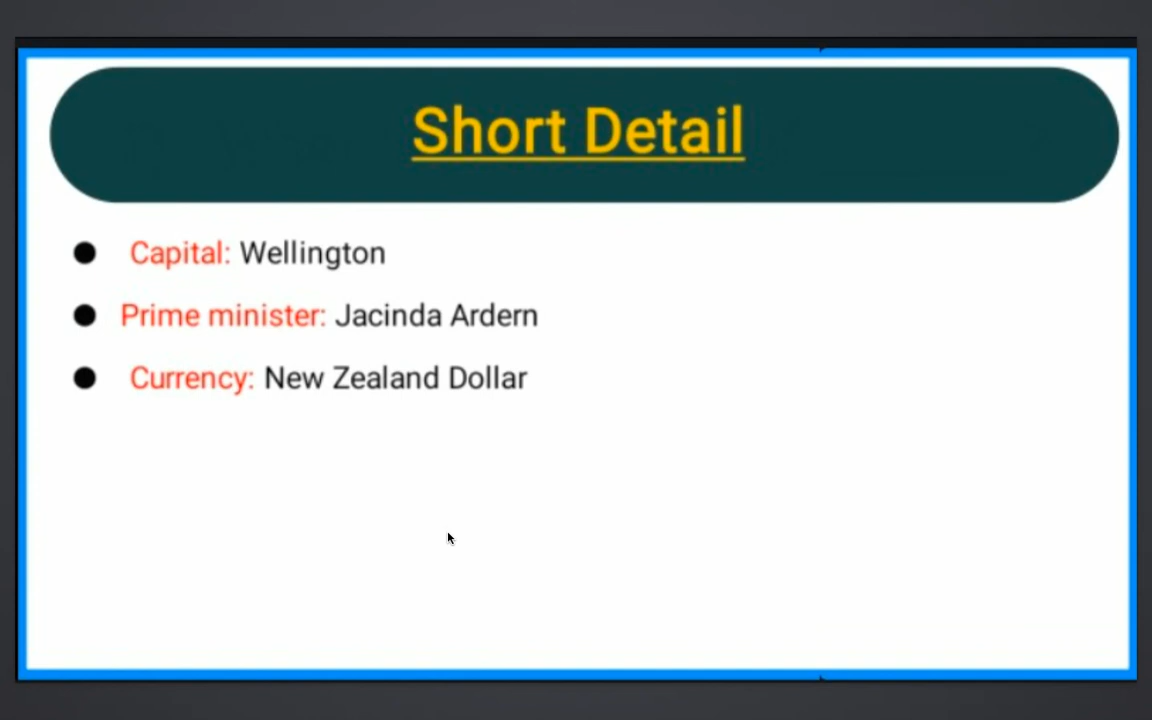 Short Detail
Capital: Wellington
Prime minister: Jacinda Ardern
Currency: New Zealand Dollar